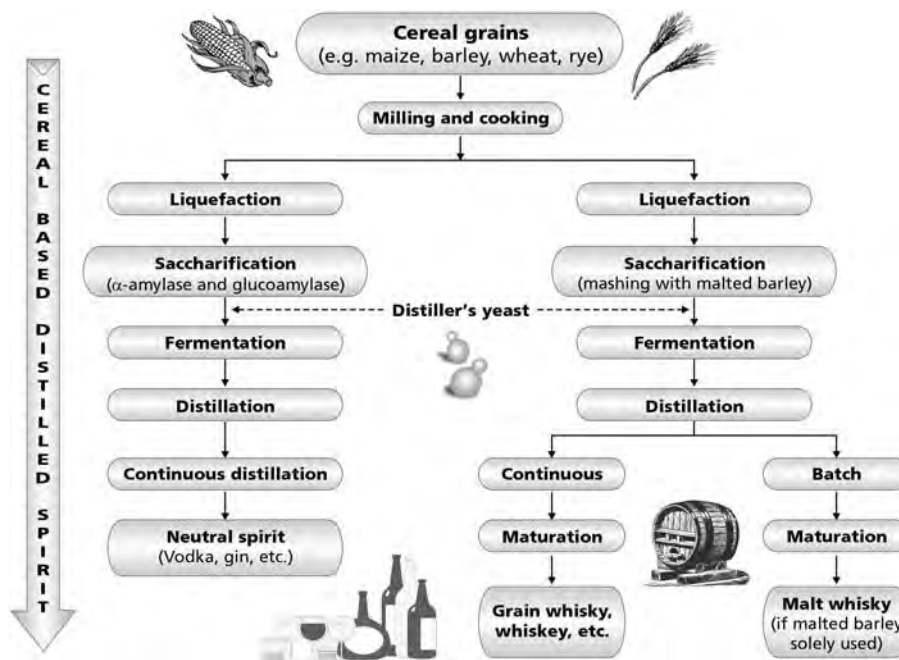 CEREAL BASED DISTILLED SPIRIT
Cereal grains
(e.g. maize, barley, wheat, rye)
Milling and cooking
Liquefaction
Saccharification
(α-amylase and glucoamylase)
Fermentation
Distillation
Continuous distillation
Neutral spirit
(Vodka, gin, etc.)
Distiller's yeast
Liquefaction
Saccharification
(mashing with malted barley)
Fermentation
Distillation
Continuous
Maturation
Grain whisky,
whiskey, etc.
Batch
Maturation
Malt whisky
(if malted barley
solely used)